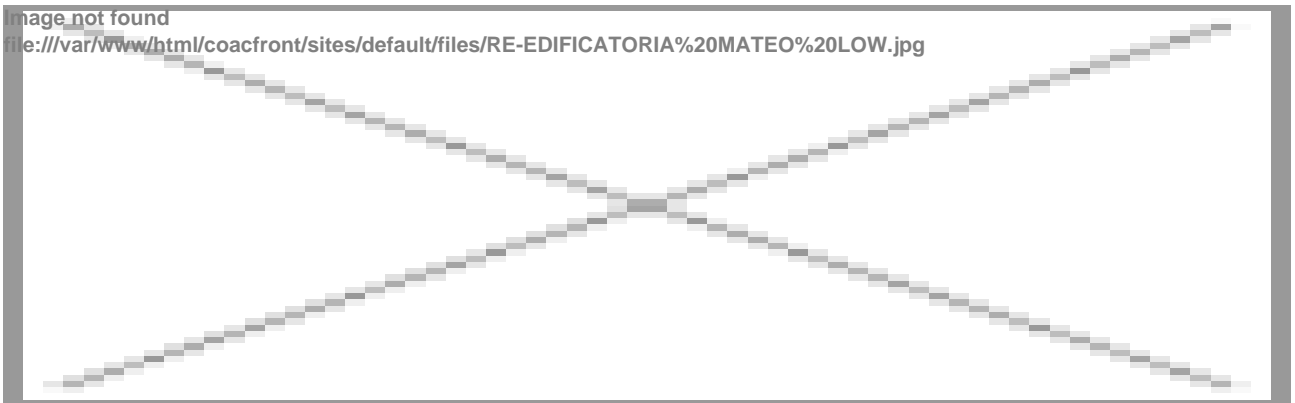 Image not found
file:///var/www/html/coacfront/sites/default/files/RE-EDIFICATORIA%20MATEO%20LOW.jpg